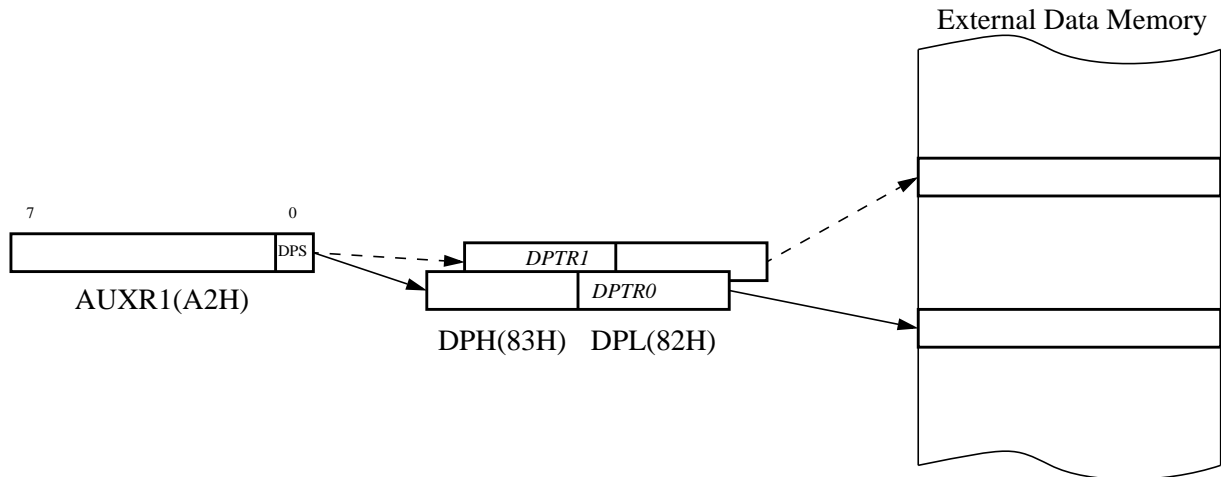 External Data Memory
7 0
DPS
DPTR1
DPTR0
AUXR1(A2H)
DPH(83H) DPL(82H)